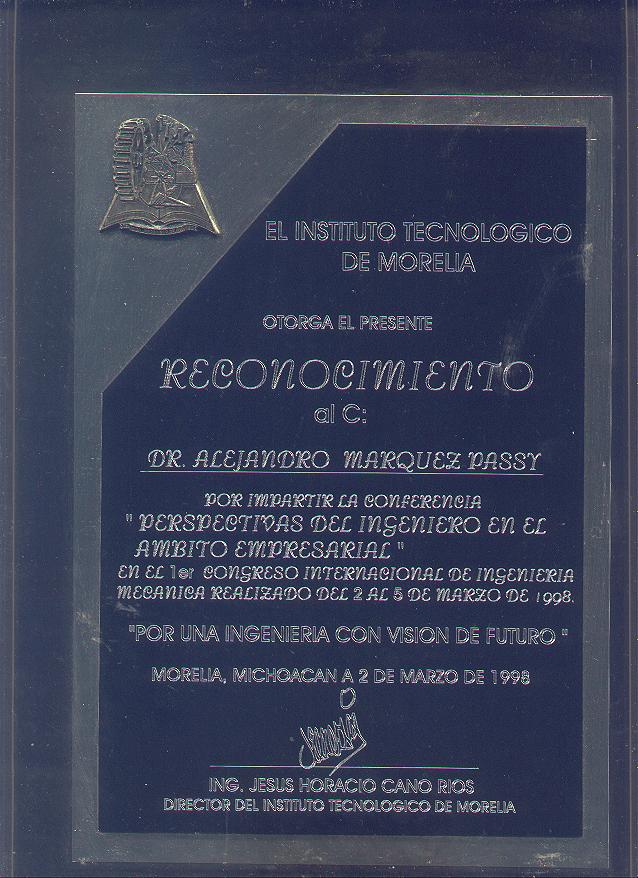 EL INSTITUTO TECNOLOGICO
DE MORELIA
OTORGA EL PRESENTE
RECONOCIMIENTO
al C:
DR. ALEJANDRO MARQUEZ PASSY
POR IMPARTIR LA CONFERENCIA
" PERSPECTIVAS DEL INGENIERO EN EL
AMBITO EMPRESARIAL "
EN EL 1er CONGRESO INTERNACIONAL DE INGENIERIA
MECANICA REALIZADO DEL 2 AL 5 DE MARZO DE 1998.
"POR UNA INGENIERIA CON VISION DE FUTURO "
MORELIA, MICHOACAN A 2 DE MARZO DE 1998
ING. JESUS HORACIO CANO RIOS
DIRECTOR DEL INSTITUTO TECNOLOGICO DE MORELIA